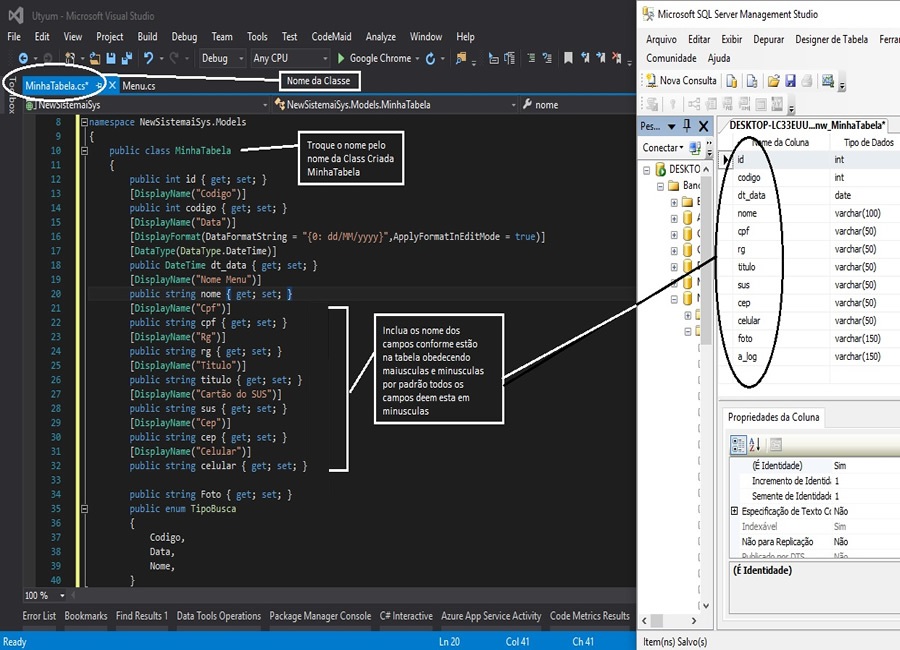 Utyum - Microsoft Visual Studio
File Edit View Project Build Debug Team Tools Test CodeMaid Analyze Window Help
Debug Any CPU Google Chrome
Toolbox
MinhaTabela.cs* Menu.cs
Nome da Classe
NewSistemaiSys NewSistemaiSys.Models.MinhaTabela nome
8 namespace NewSistemaiSys.Models
9 {
10 public class MinhaTabela
11 {
12 public int id { get; set; }
13 [DisplayName("Codigo")]
14 public int codigo { get; set; }
15 [DisplayName("Data")]
16 [DisplayFormat(DataFormatString = "{0: dd/MM/yyyy}",ApplyFormatInEditMode = true)]
17 [DataType(DataType.DateTime)]
18 public DateTime dt_data { get; set; }
19 [DisplayName("Nome Menu")]
20 public string nome { get; set; }
21 [DisplayName("Cpf")]
22 public string cpf { get; set; }
23 [DisplayName("Rg")]
24 public string rg { get; set; }
25 [DisplayName("Titulo")]
26 public string titulo { get; set; }
27 [DisplayName("Cartão do SUS")]
28 public string sus { get; set; }
29 [DisplayName("Cep")]
30 public string cep { get; set; }
31 [DisplayName("Celular")]
32 public string celular { get; set; }
33
34 public string Foto { get; set; }
35 public enum TipoBusca
36 {
37 Codigo,
38 Data,
39 Nome,
40 }
Troque o nome pelo
nome da Class Criada
MinhaTabela
Inclua os nome dos
campos conforme estão
na tabela obedecendo
maiusculas e minusculas
por padrão todos os
campos deem esta em
minusculas
100 %
Error List Bookmarks Find Results 1 Data Tools Operations Package Manager Console C# Interactive Azure App Service Activity Code Metrics Results
Ready Ln 20 Col 41 Ch 41
Microsoft SQL Server Management Studio
Arquivo Editar Exibir Depurar Designer de Tabela Ferrar
Comunidade Ajuda
Nova Consulta
Pes...
Conectar
DESKTO
Banc
DESKTOP-LC33EUU...nw_MinhaTabela*
Nome da Coluna Tipo de Dados
id int
codigo int
dt_data date
nome varchar(100)
cpf varchar(50)
rg varchar(50)
titulo varchar(50)
sus varchar(50)
cep varchar(50)
celular varchar(50)
foto varchar(150)
a_log varchar(150)
Propriedades da Coluna
(É Identidade) Sim
Incremento de Identid. 1
Semente de Identidade 1
Especificação de Texto Co Não
Indexável Sim
Não para Replicação Não
Publicado por DTS Não
(É Identidade)
Item(ns) Salvo(s)